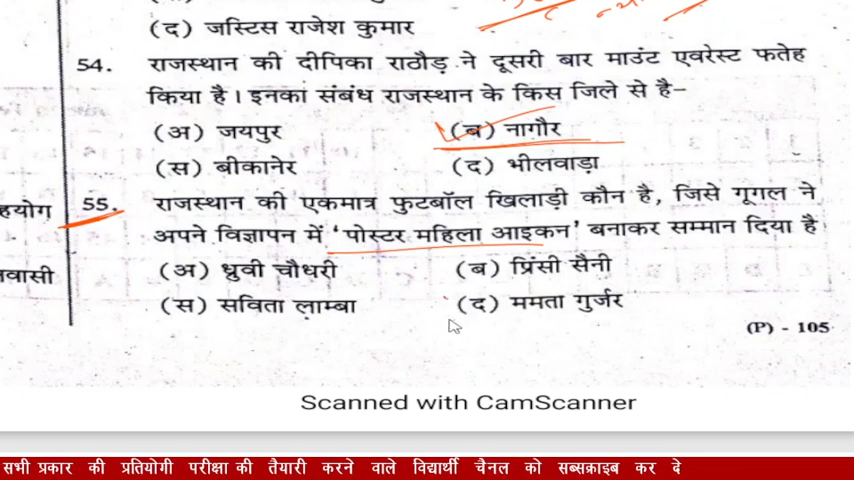 (द) जस्टिस राजेश कुमार
54. राजस्थान की दीपिका राठौड़ ने दूसरी बार माउंट एवरेस्ट फतेह
किया है। इनका संबंध राजस्थान के किस जिले से है-
(अ) जयपुर (ब) नागौर
(स) बीकानेर (द) भीलवाड़ा
हयोग 55. राजस्थान की एकमात्र फुटबॉल खिलाड़ी कौन है, जिसे गूगल ने
अपने विज्ञापन में 'पोस्टर महिला आइकन' बनाकर सम्मान दिया है
नवासी (अ) ध्रुवी चौधरी (ब) प्रिंसी सैनी
(स) सविता लाम्बा (द) ममता गुर्जर
(P) - 105
Scanned with CamScanner
सभी प्रकार की प्रतियोगी परीक्षा की तैयारी करने वाले विद्यार्थी चैनल को सब्सक्राइब कर दे